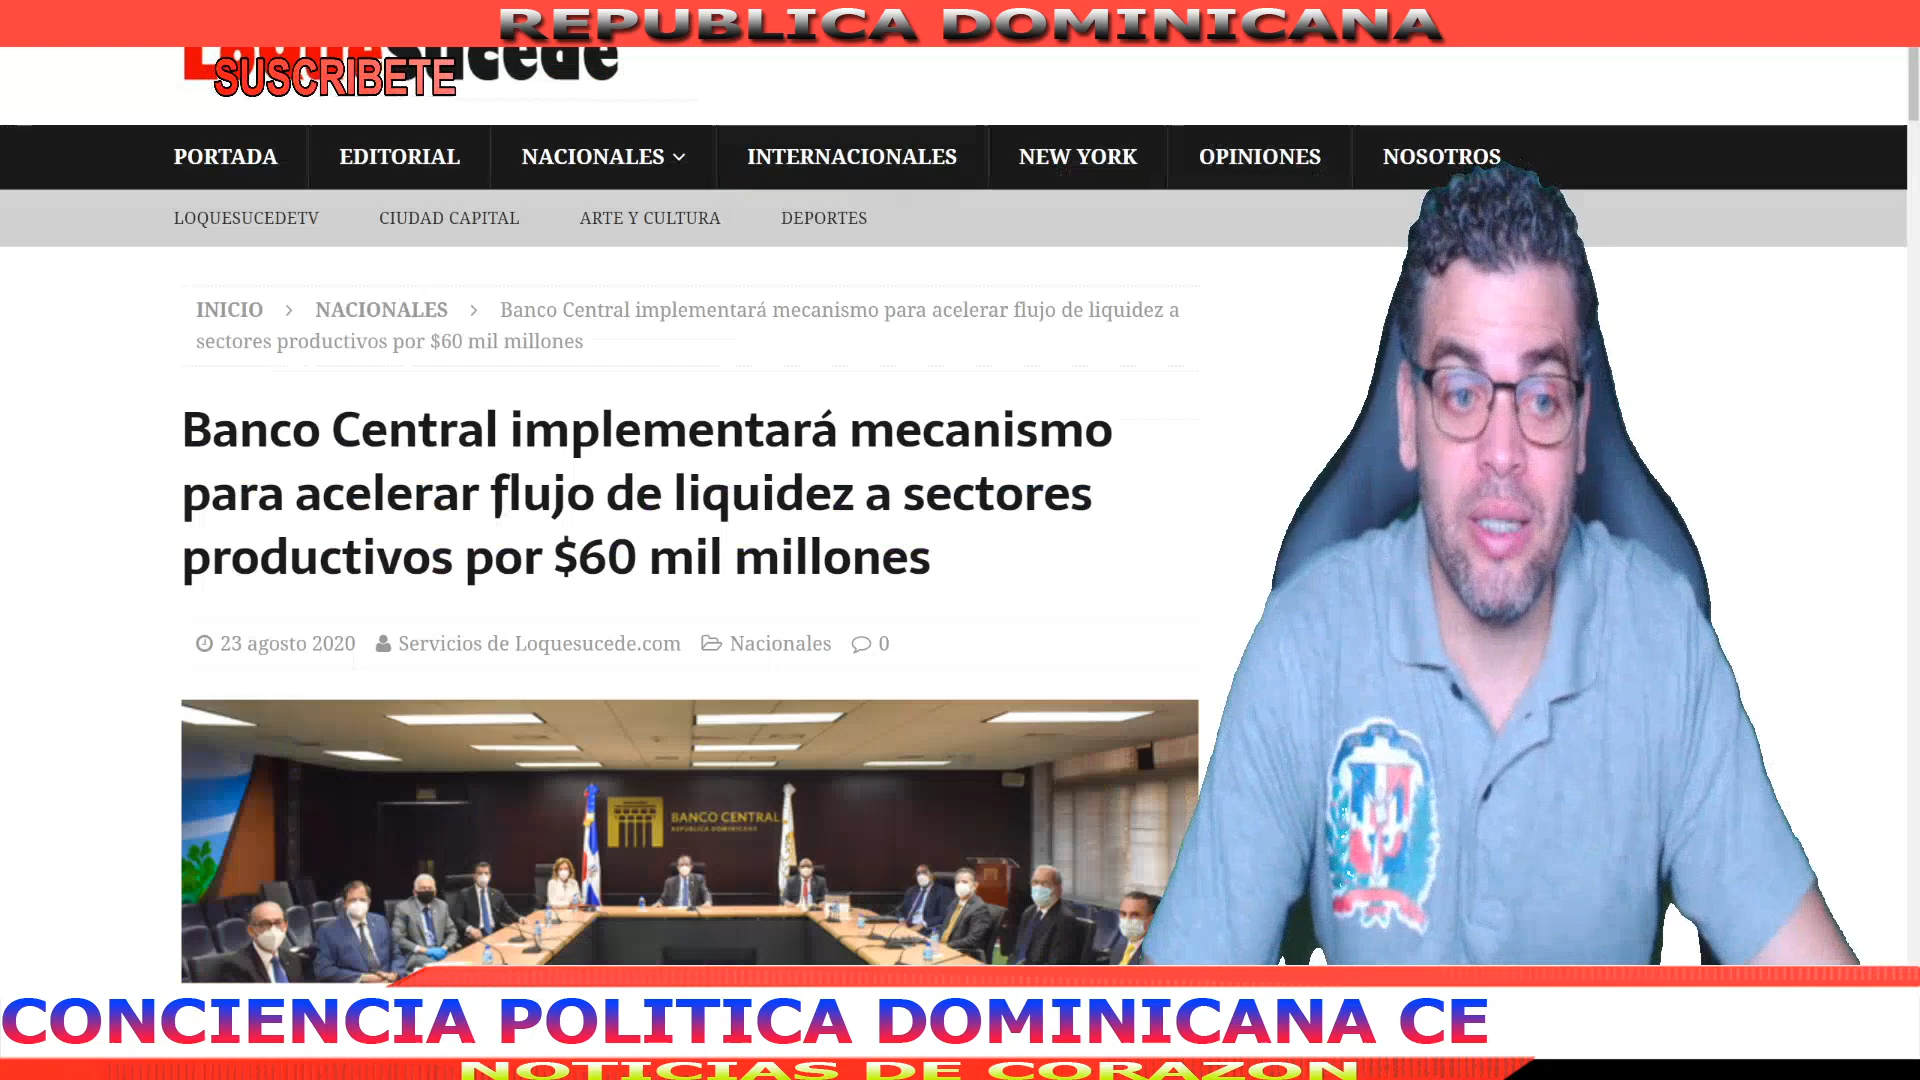 REPUBLICA DOMINICANA
LoqueSucede
SUSCRIBETE
PORTADA EDITORIAL NACIONALES INTERNACIONALES NEW YORK OPINIONES NOSOTROS
LOQUESUCEDETV CIUDAD CAPITAL ARTE Y CULTURA DEPORTES
INICIO > NACIONALES > Banco Central implementará mecanismo para acelerar flujo de liquidez a
sectores productivos por $60 mil millones
Banco Central implementará mecanismo
para acelerar flujo de liquidez a sectores
productivos por $60 mil millones
23 agosto 2020 Servicios de Loquesucede.com Nacionales 0
BANCO CENTRAL
REPUBLICA DOMINICANA
CONCIENCIA POLITICA DOMINICANA CE
NOTICIAS DE CORAZON